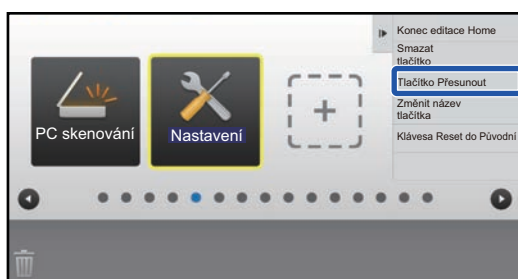 Konec editace Home
Smazat
tlačítko
Tlačítko Přesunout
Změnit název
tlačítka
Klávesa Reset do Původní
PC skenování
Nastavení